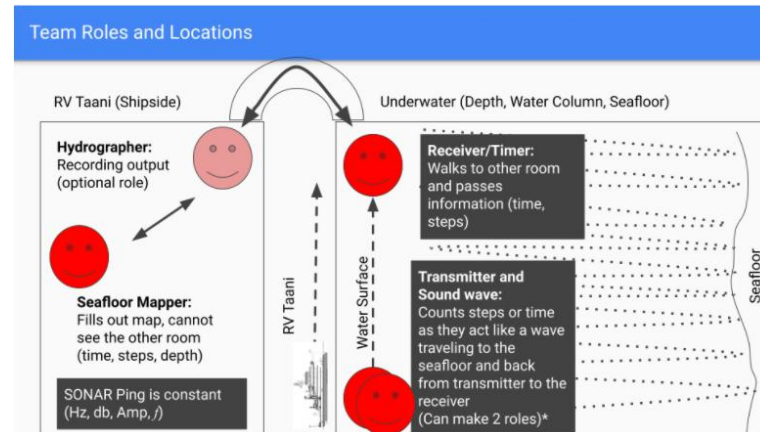 Team Roles and Locations
RV Taani (Shipside)
Underwater (Depth, Water Column, Seafloor)
Hydrographer:
Recording output
(optional role)
Seafloor Mapper:
Fills out map, cannot
see the other room
(time, steps, depth)
SONAR Ping is constant
(Hz, db, Amp, ƒ)
RV Taani
Water Surface
Receiver/Timer:
Walks to other room
and passes
information (time,
steps)
Transmitter and
Sound wave:
Counts steps or time
as they act like a wave
traveling to the
seafloor and back
from transmitter to the
receiver
(Can make 2 roles)*
Seafloor